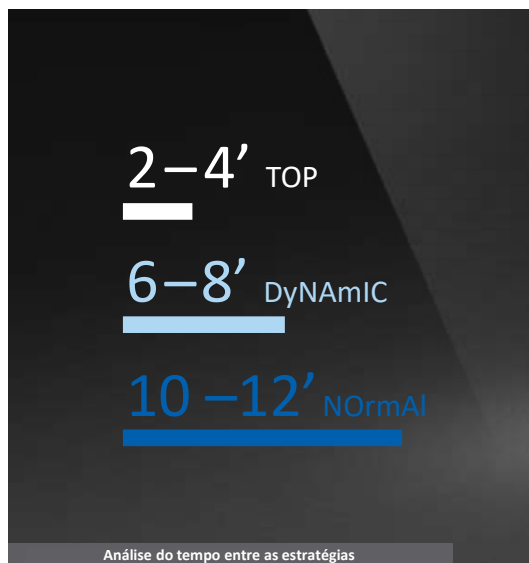 2–4’ TOP
6–8’ DyNAmIC
10 –12’ NOrmAl
Análise do tempo entre as estratégias